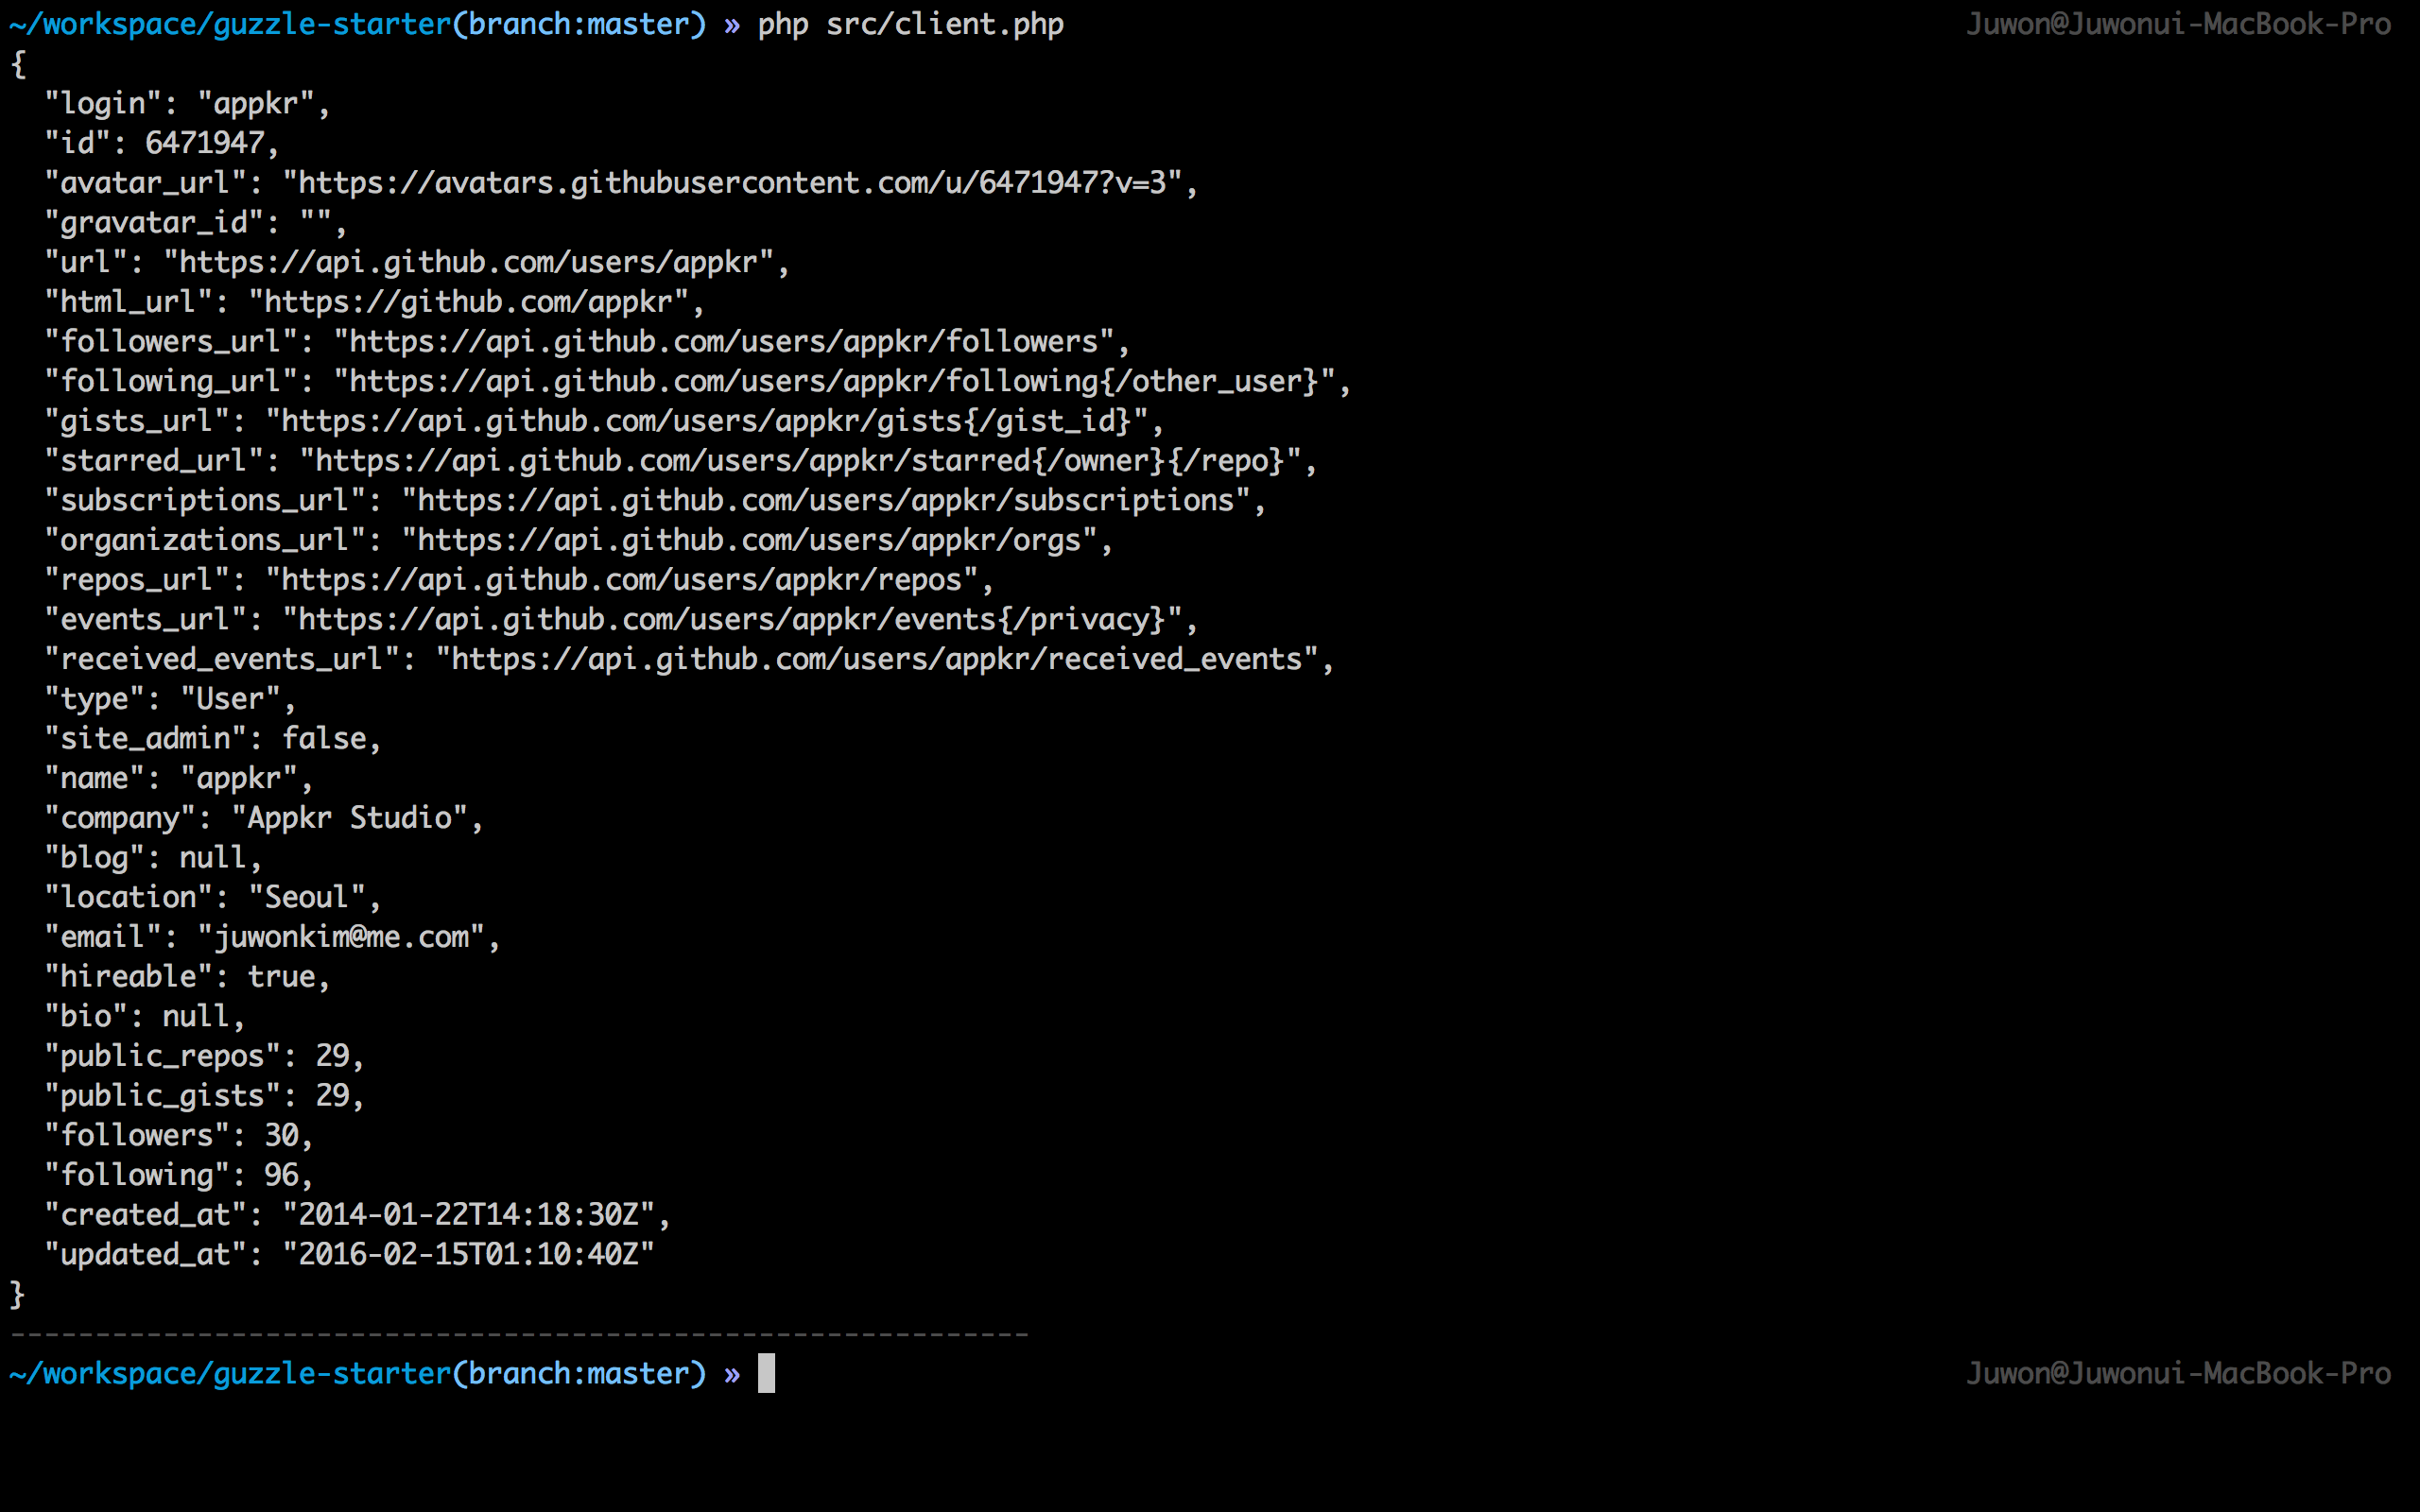 ~/workspace/guzzle-starter(branch:master) » php src/client.php Juwon@Juwonui-MacBook-Pro
{
  "login": "appkr",
  "id": 6471947,
  "avatar_url": "https://avatars.githubusercontent.com/u/6471947?v=3",
  "gravatar_id": "",
  "url": "https://api.github.com/users/appkr",
  "html_url": "https://github.com/appkr",
  "followers_url": "https://api.github.com/users/appkr/followers",
  "following_url": "https://api.github.com/users/appkr/following{/other_user}",
  "gists_url": "https://api.github.com/users/appkr/gists{/gist_id}",
  "starred_url": "https://api.github.com/users/appkr/starred{/owner}{/repo}",
  "subscriptions_url": "https://api.github.com/users/appkr/subscriptions",
  "organizations_url": "https://api.github.com/users/appkr/orgs",
  "repos_url": "https://api.github.com/users/appkr/repos",
  "events_url": "https://api.github.com/users/appkr/events{/privacy}",
  "received_events_url": "https://api.github.com/users/appkr/received_events",
  "type": "User",
  "site_admin": false,
  "name": "appkr",
  "company": "Appkr Studio",
  "blog": null,
  "location": "Seoul",
  "email": "juwonkim@me.com",
  "hireable": true,
  "bio": null,
  "public_repos": 29,
  "public_gists": 29,
  "followers": 30,
  "following": 96,
  "created_at": "2014-01-22T14:18:30Z",
  "updated_at": "2016-02-15T01:10:40Z"
}
------------------------------------------------------------
~/workspace/guzzle-starter(branch:master) » Juwon@Juwonui-MacBook-Pro